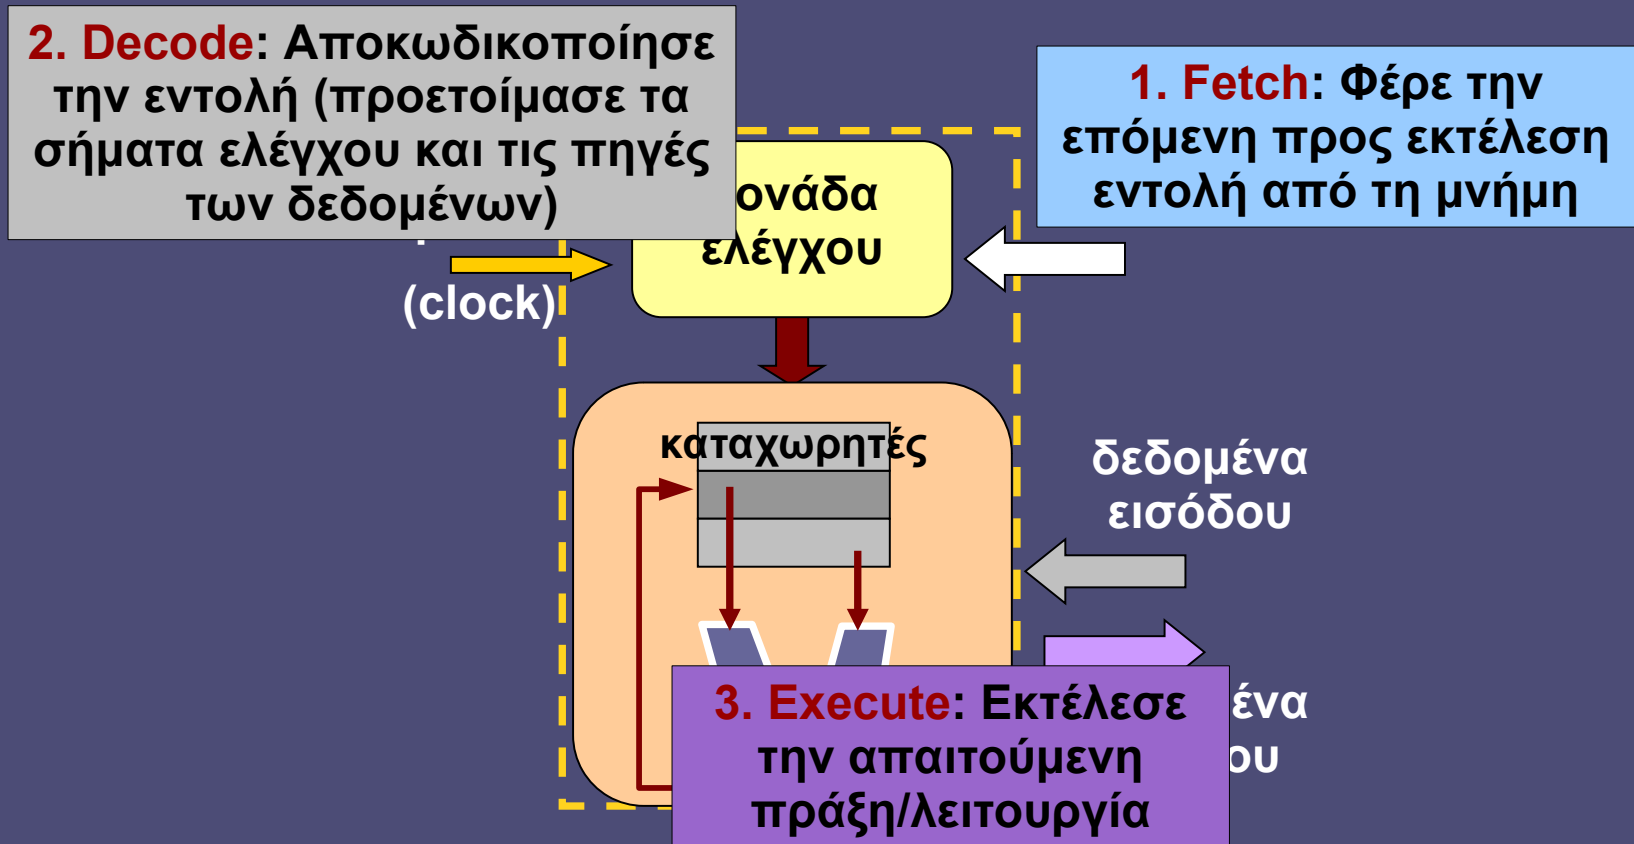 2. Decode: Αποκωδικοποίησε
την εντολή (προετοίμασε τα
σήματα ελέγχου και τις πηγές
των δεδομένων)
1. Fetch: Φέρε την
επόμενη προς εκτέλεση
εντολή από τη μνήμη
ονάδα
ελέγχου
(clock)
καταχωρητές
δεδομένα
εισόδου
ένα
ου
3. Execute: Εκτέλεσε
την απαιτούμενη
πράξη/λειτουργία